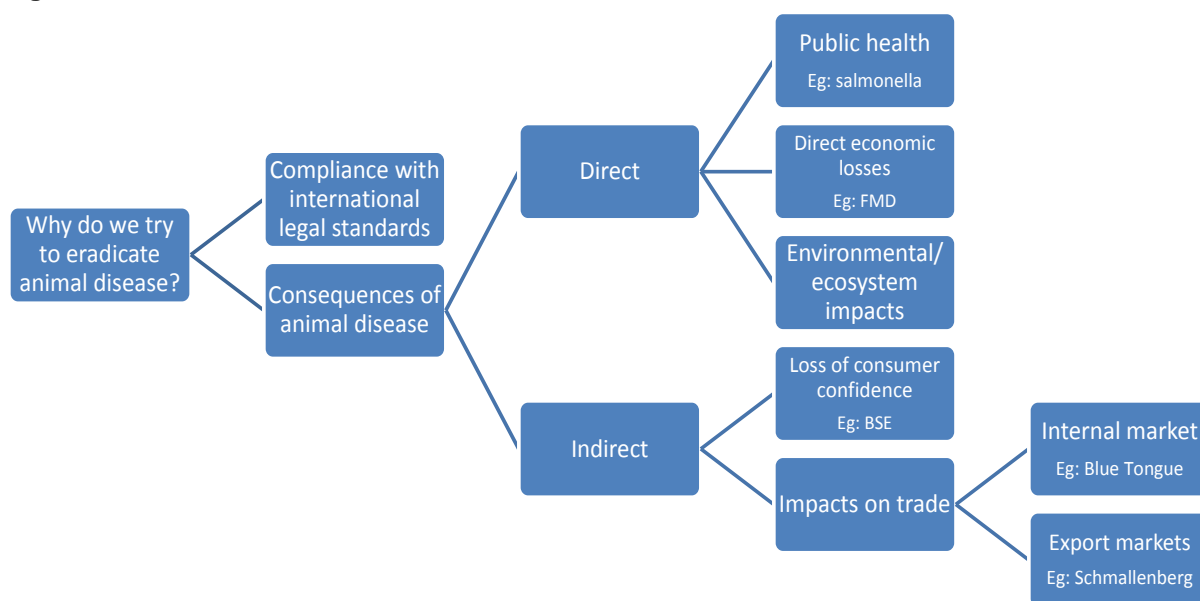 Why do we try
to eradicate
animal disease?
Compliance with
international
legal standards
Consequences of
animal disease
Direct
Public health
Eg: salmonella
Direct economic
losses
Eg: FMD
Environmental/
ecosystem
impacts
Indirect
Loss of consumer
confidence
Eg: BSE
Impacts on trade
Internal market
Eg: Blue Tongue
Export markets
Eg: Schmallenberg